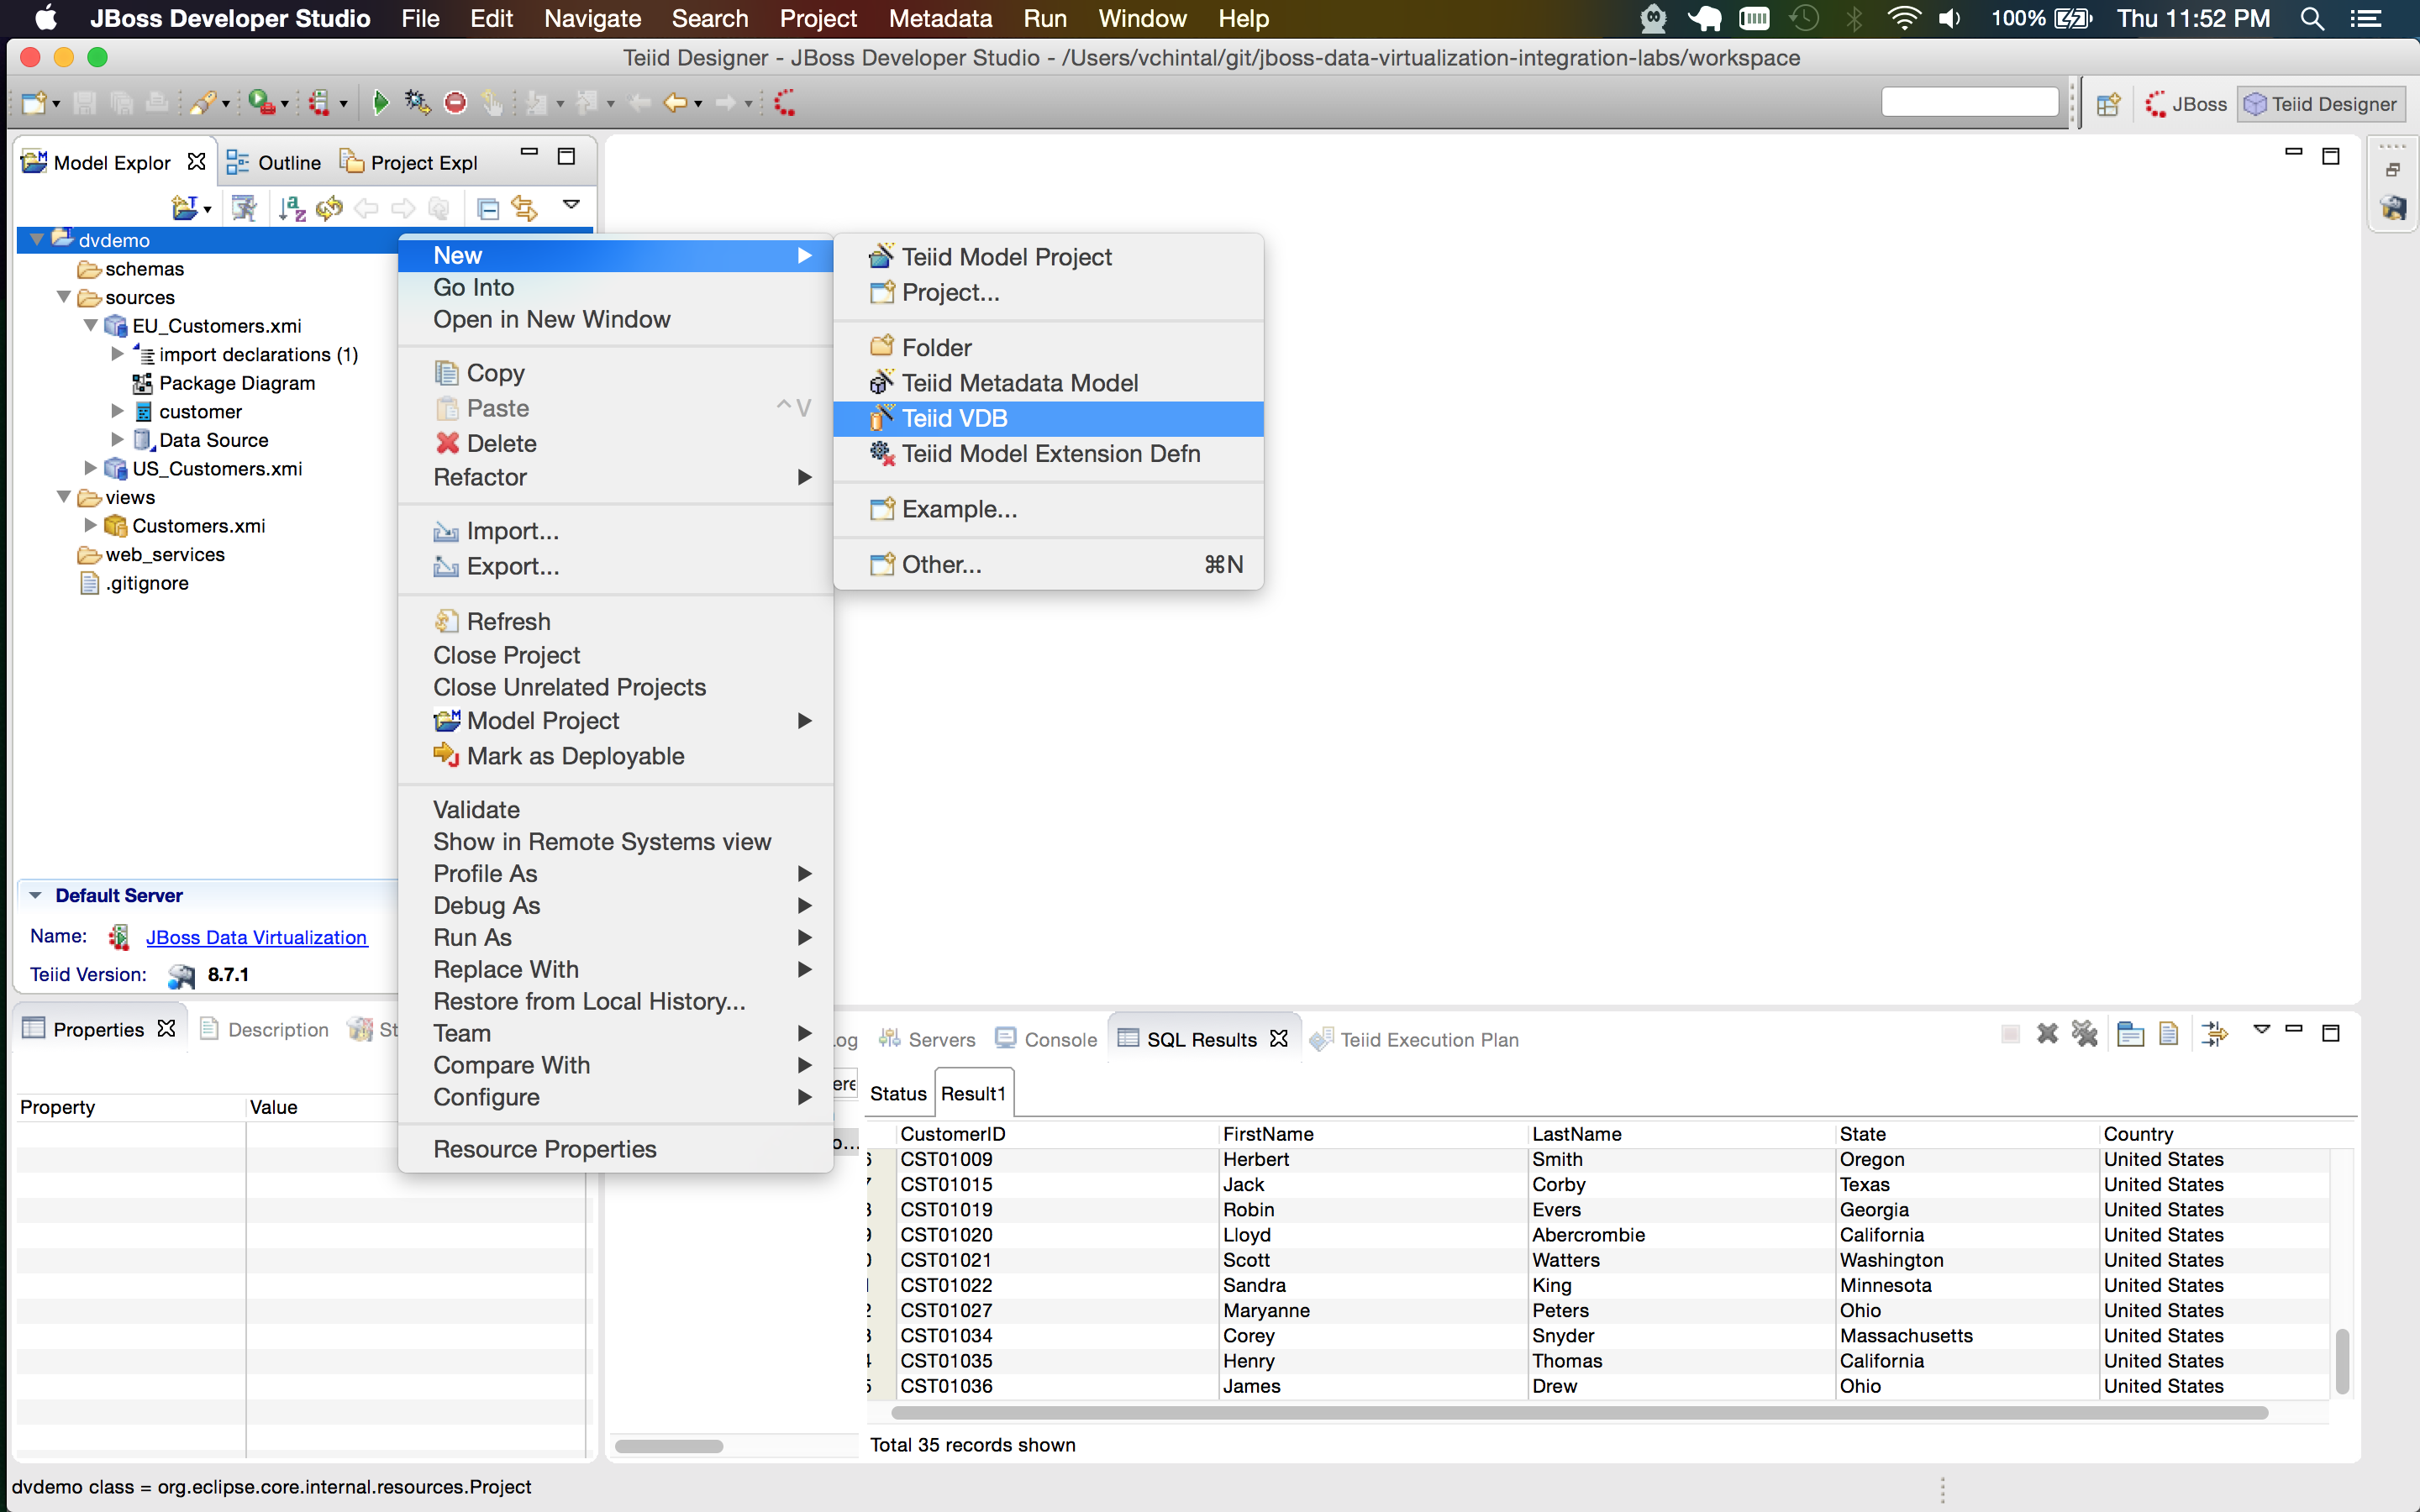 JBoss Developer Studio File Edit Navigate Search Project Metadata Run Window Help 100% Thu 11:52 PM
Teiid Designer - JBoss Developer Studio - /Users/vchintal/git/jboss-data-virtualization-integration-labs/workspace
JBoss Teiid Designer
Model Explor Outline Project Expl
dvdemo
schemas
sources
EU_Customers.xmi
import declarations (1)
Package Diagram
customer
Data Source
US_Customers.xmi
views
Customers.xmi
web_services
.gitignore
New
Go Into
Open in New Window
Copy
Paste ^V
Delete
Refactor
Import...
Export...
Refresh
Close Project
Close Unrelated Projects
Model Project
Mark as Deployable
Validate
Show in Remote Systems view
Profile As
Debug As
Run As
Replace With
Restore from Local History...
Team
Compare With
Configure
Resource Properties
Teiid Model Project
Project...
Folder
Teiid Metadata Model
Teiid VDB
Teiid Model Extension Defn
Example...
Other... ⌘N
Default Server
Name: JBoss Data Virtualization
Teiid Version: 8.7.1
Properties Description St
Property Value
og Servers Console SQL Results Teiid Execution Plan
ere
o...
Status Result1
CustomerID FirstName LastName State Country
CST01009 Herbert Smith Oregon United States
CST01015 Jack Corby Texas United States
CST01019 Robin Evers Georgia United States
CST01020 Lloyd Abercrombie California United States
CST01021 Scott Watters Washington United States
CST01022 Sandra King Minnesota United States
CST01027 Maryanne Peters Ohio United States
CST01034 Corey Snyder Massachusetts United States
CST01035 Henry Thomas California United States
CST01036 James Drew Ohio United States
Total 35 records shown
dvdemo class = org.eclipse.core.internal.resources.Project